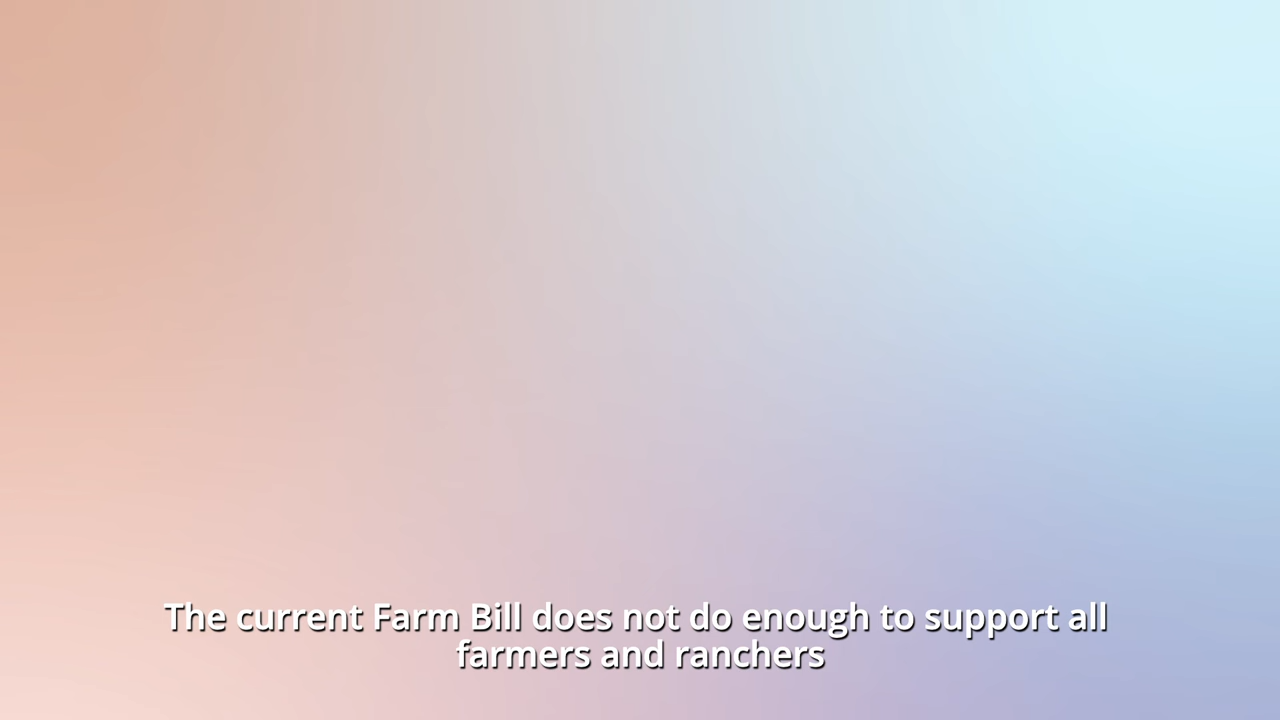 The current Farm Bill does not do enough to support all
farmers and ranchers